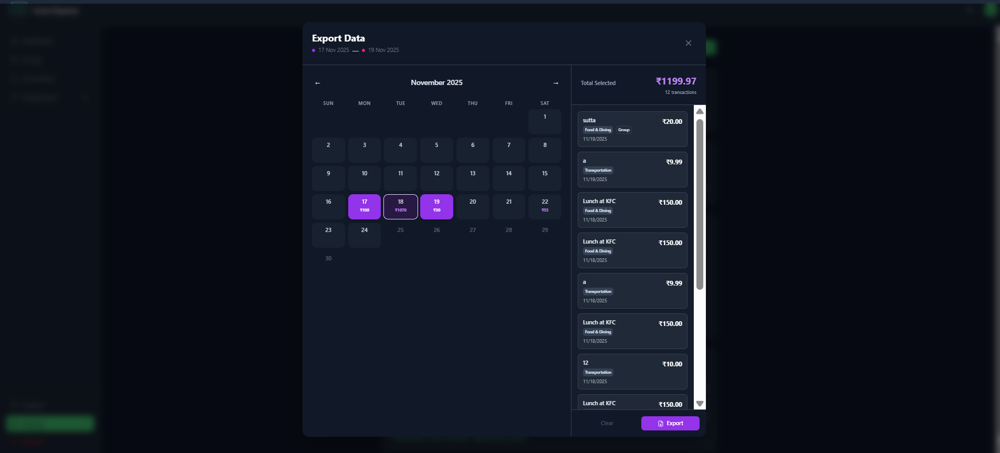 Export Data
17 Nov 2025 — 19 Nov 2025
← November 2025 →
SUN MON TUE WED THU FRI SAT
1
2 3 4 5 6 7 8
9 10 11 12 13 14 15
16 17 18 19 20 21 22
₹100 ₹1070 ₹30 ₹55
23 24 25 26 27 28 29
30
Total Selected ₹1199.97
12 transactions
sutta ₹20.00
Food & Dining Group
11/19/2025
a ₹9.99
Transportation
11/19/2025
Lunch at KFC ₹150.00
Food & Dining
11/18/2025
Lunch at KFC ₹150.00
Food & Dining
11/18/2025
a ₹9.99
Transportation
11/18/2025
Lunch at KFC ₹150.00
Food & Dining
11/18/2025
12 ₹10.00
Transportation
11/18/2025
Lunch at KFC ₹150.00
Clear Export